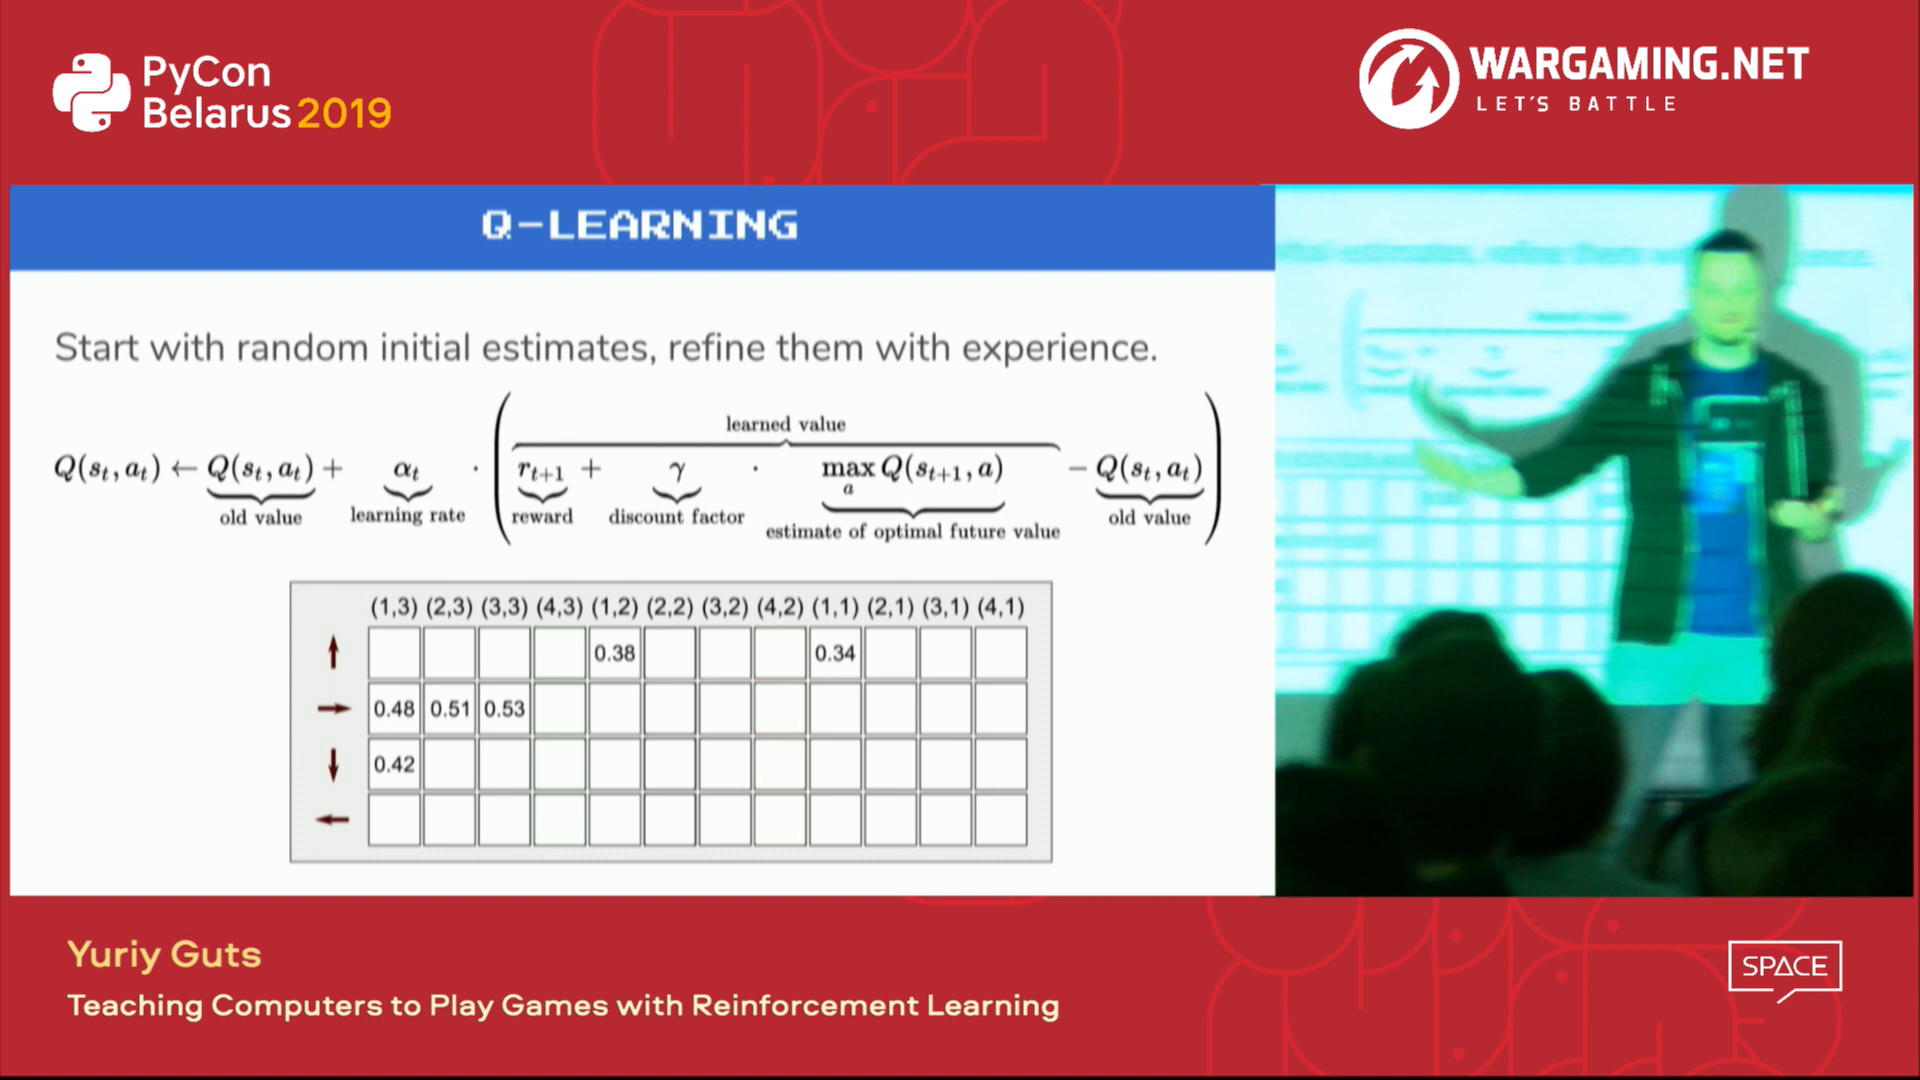 PyCon
Belarus 2019
WARGAMING.NET
LET'S BATTLE
Q-LEARNING
Start with random initial estimates, refine them with experience.
learned value
Q(s_t, a_t) ← Q(s_t, a_t) + α_t · ( r_{t+1} + γ · max_a Q(s_{t+1}, a) − Q(s_t, a_t) )
old value learning rate reward discount factor estimate of optimal future value old value
(1,3) (2,3) (3,3) (4,3) (1,2) (2,2) (3,2) (4,2) (1,1) (2,1) (3,1) (4,1)
↑ 0.38 0.34
→ 0.48 0.51 0.53
↓ 0.42
←
Yuriy Guts
Teaching Computers to Play Games with Reinforcement Learning
SPACE